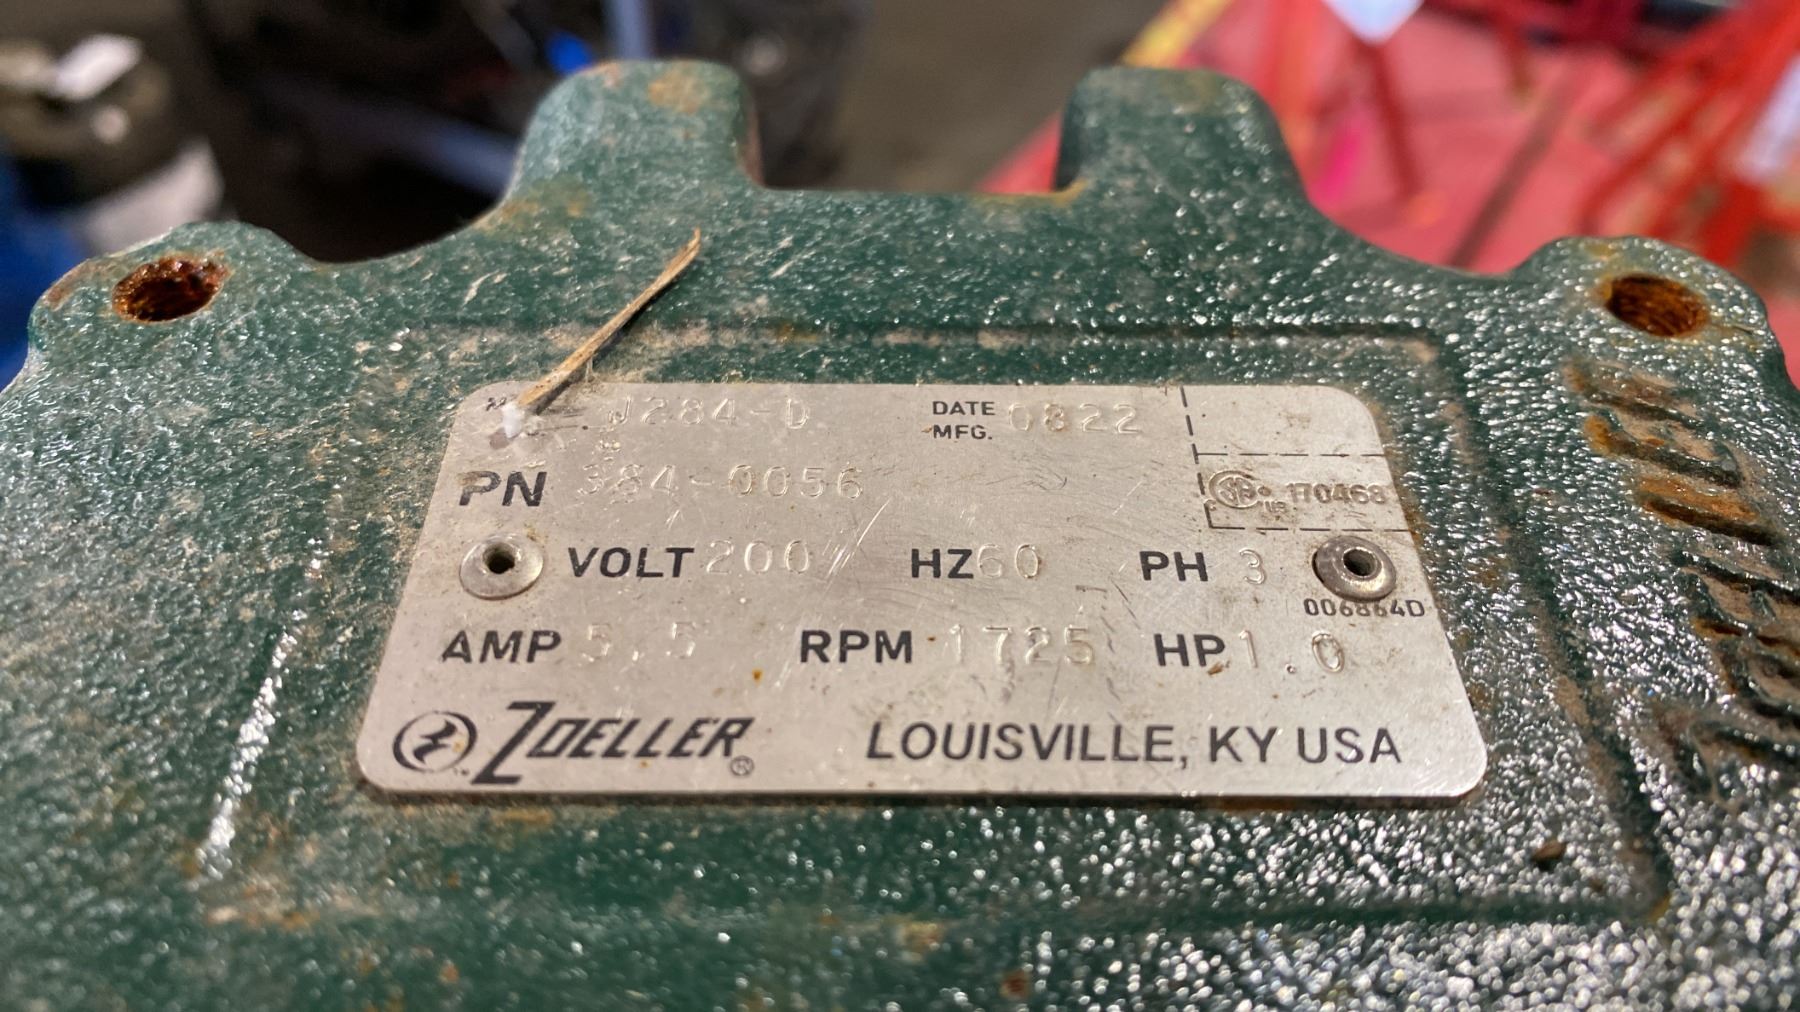 J284-D DATE MFG. 0822
PN 384-0056
170468
VOLT 200 HZ 60 PH 3
006864D
AMP 5.5 RPM 1725 HP 1.0
ZOELLER® LOUISVILLE, KY USA